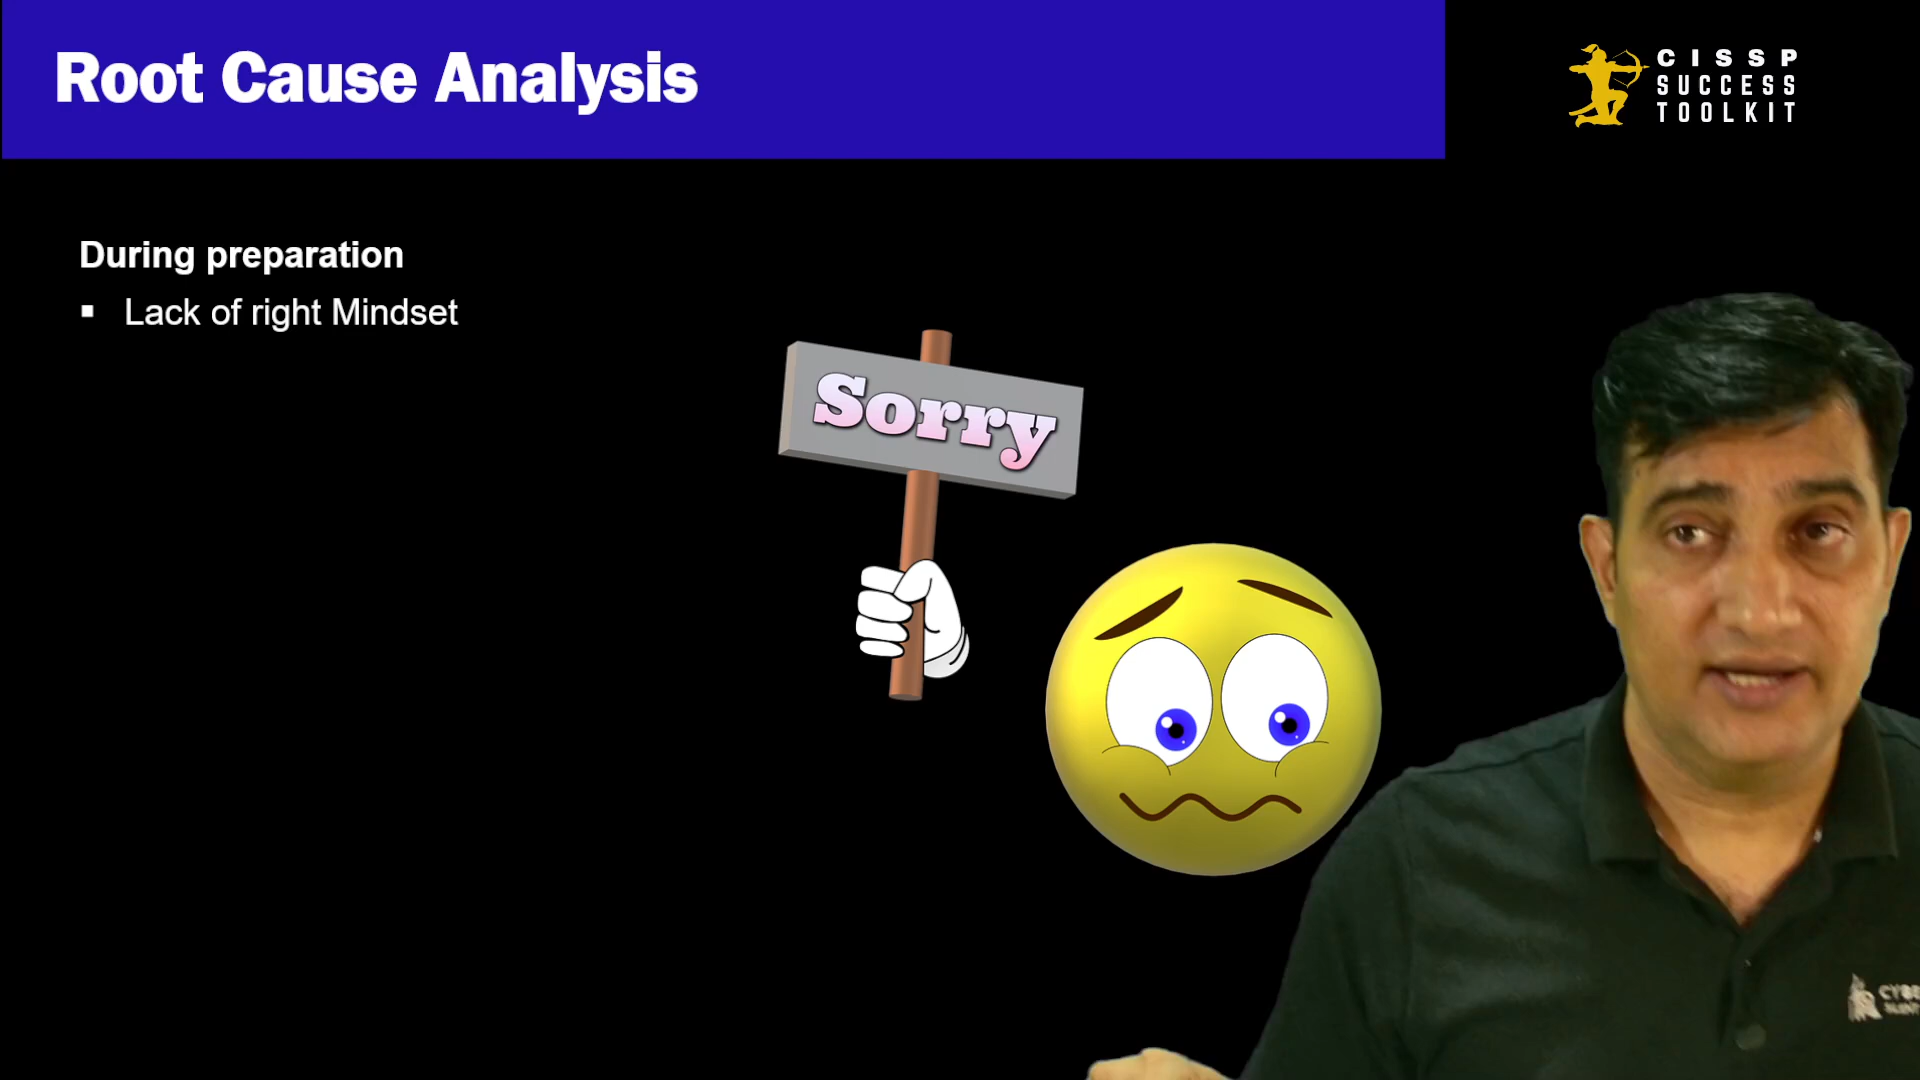 Root Cause Analysis
CISSP
SUCCESS
TOOLKIT
During preparation
▪ Lack of right Mindset
Sorry